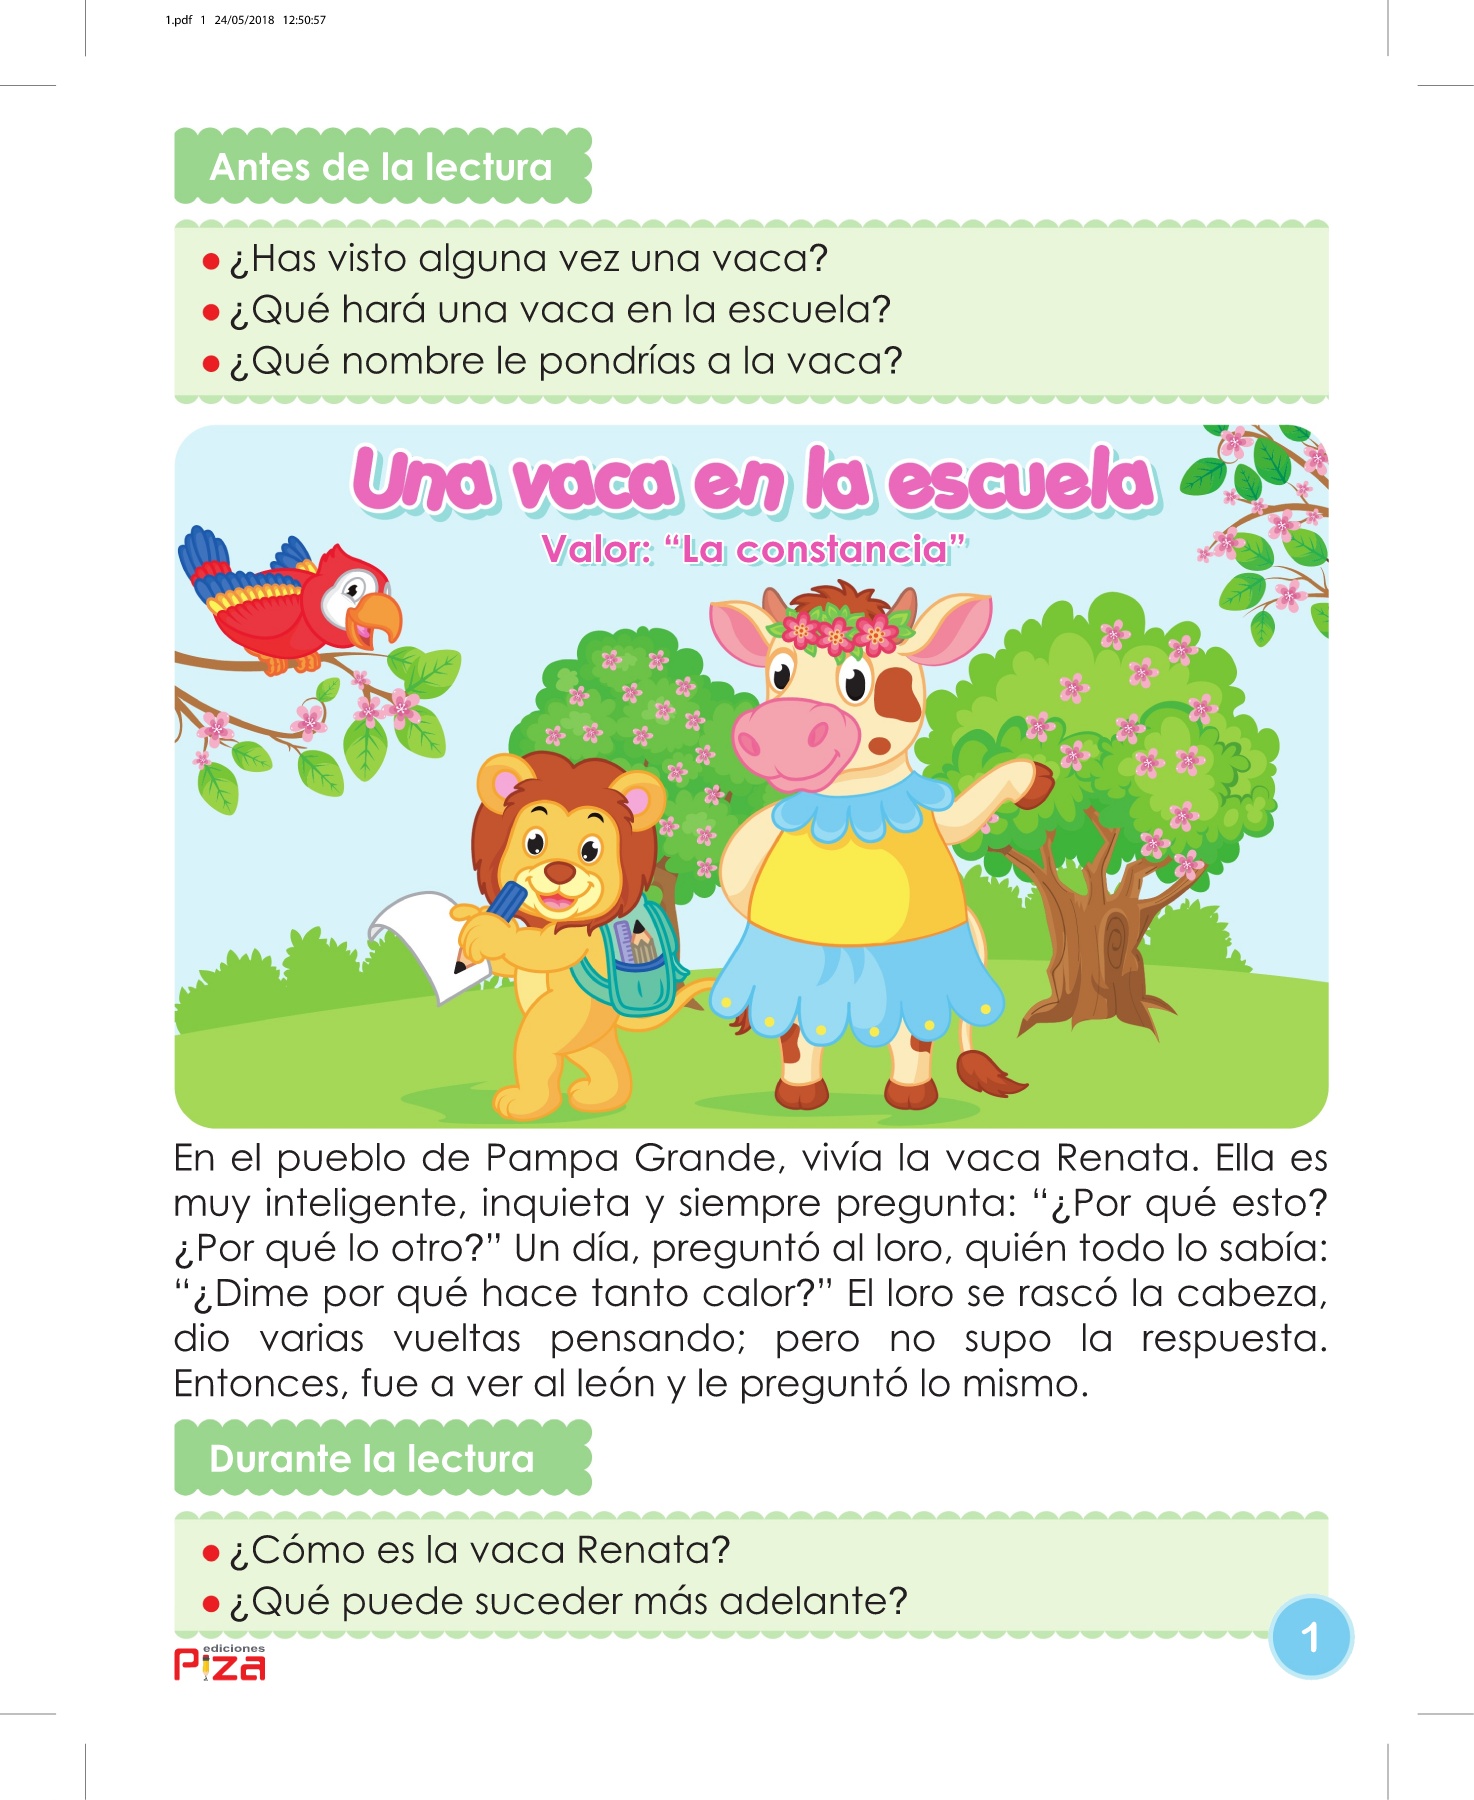 1.pdf 1 24/05/2018 12:50:57
Antes de la lectura
● ¿Has visto alguna vez una vaca?
● ¿Qué hará una vaca en la escuela?
● ¿Qué nombre le pondrías a la vaca?
Una vaca en la escuela
Valor: “La constancia”
En el pueblo de Pampa Grande, vivía la vaca Renata. Ella es
muy inteligente, inquieta y siempre pregunta: “¿Por qué esto?
¿Por qué lo otro?” Un día, preguntó al loro, quién todo lo sabía:
“¿Dime por qué hace tanto calor?” El loro se rascó la cabeza,
dio varias vueltas pensando; pero no supo la respuesta.
Entonces, fue a ver al león y le preguntó lo mismo.
Durante la lectura
● ¿Cómo es la vaca Renata?
● ¿Qué puede suceder más adelante?
ediciones
Piza
1